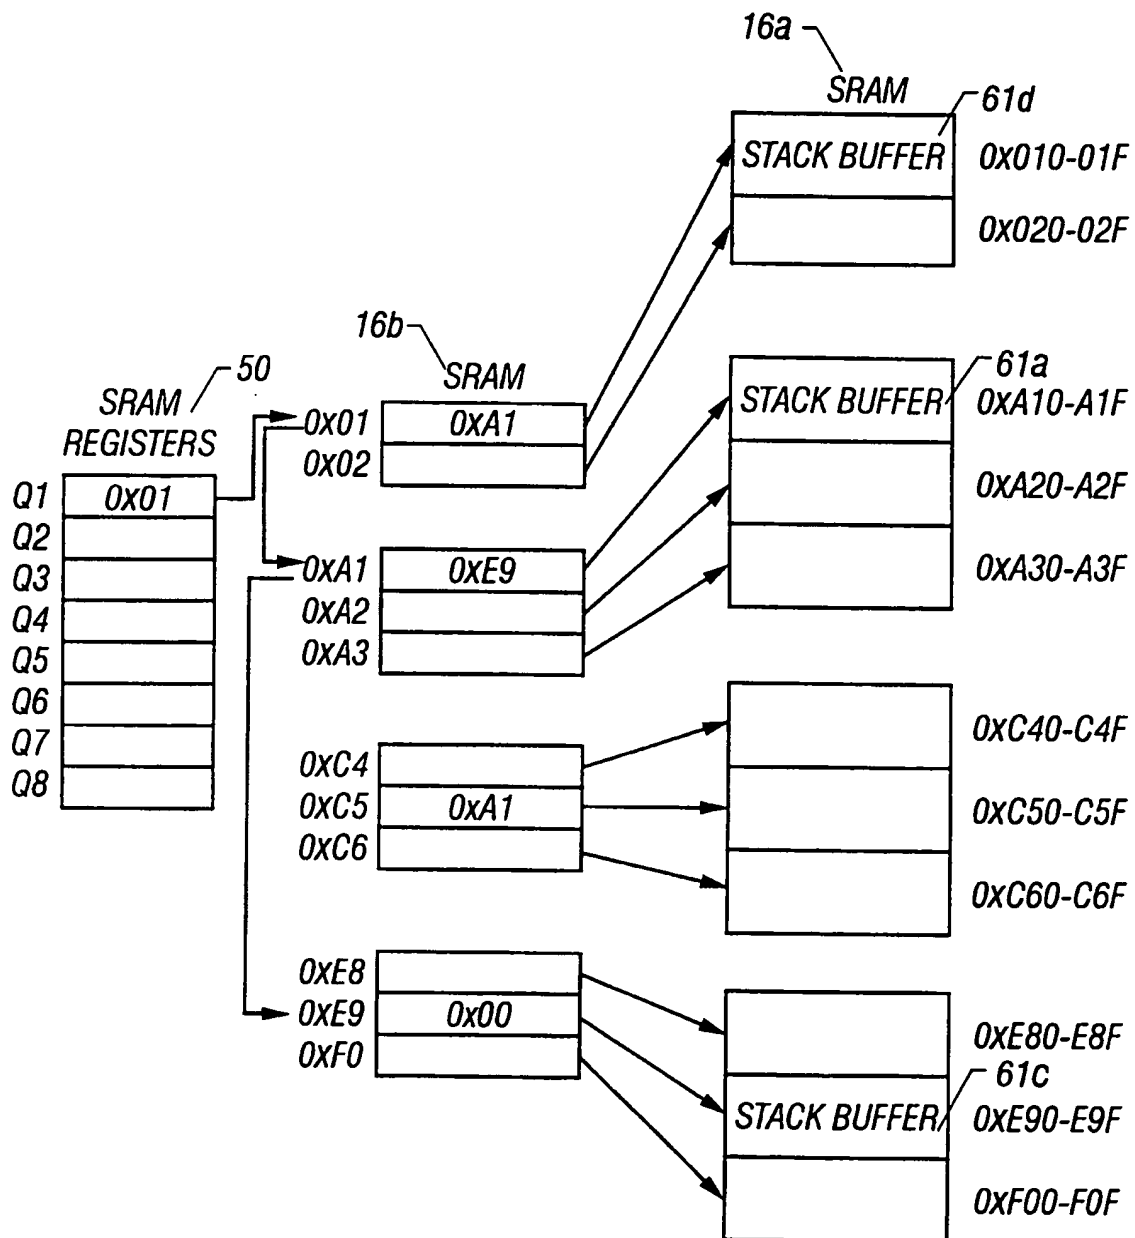 16a
SRAM
61d
STACK BUFFER
0X010-01F
0X020-02F
16b
SRAM
61a
STACK BUFFER
0XA10-A1F
0XA20-A2F
0XA30-A3F
50
SRAM
REGISTERS
Q1
0X01
Q2
Q3
Q4
Q5
Q6
Q7
Q8
0X01
0XA1
0X02
0XA1
0XE9
0XA2
0XA3
0XC4
0XC5
0XA1
0XC6
0XC40-C4F
0XC50-C5F
0XC60-C6F
0XE8
0XE9
0X00
0XF0
0XE80-E8F
61c
STACK BUFFER
0XE90-E9F
0XF00-F0F